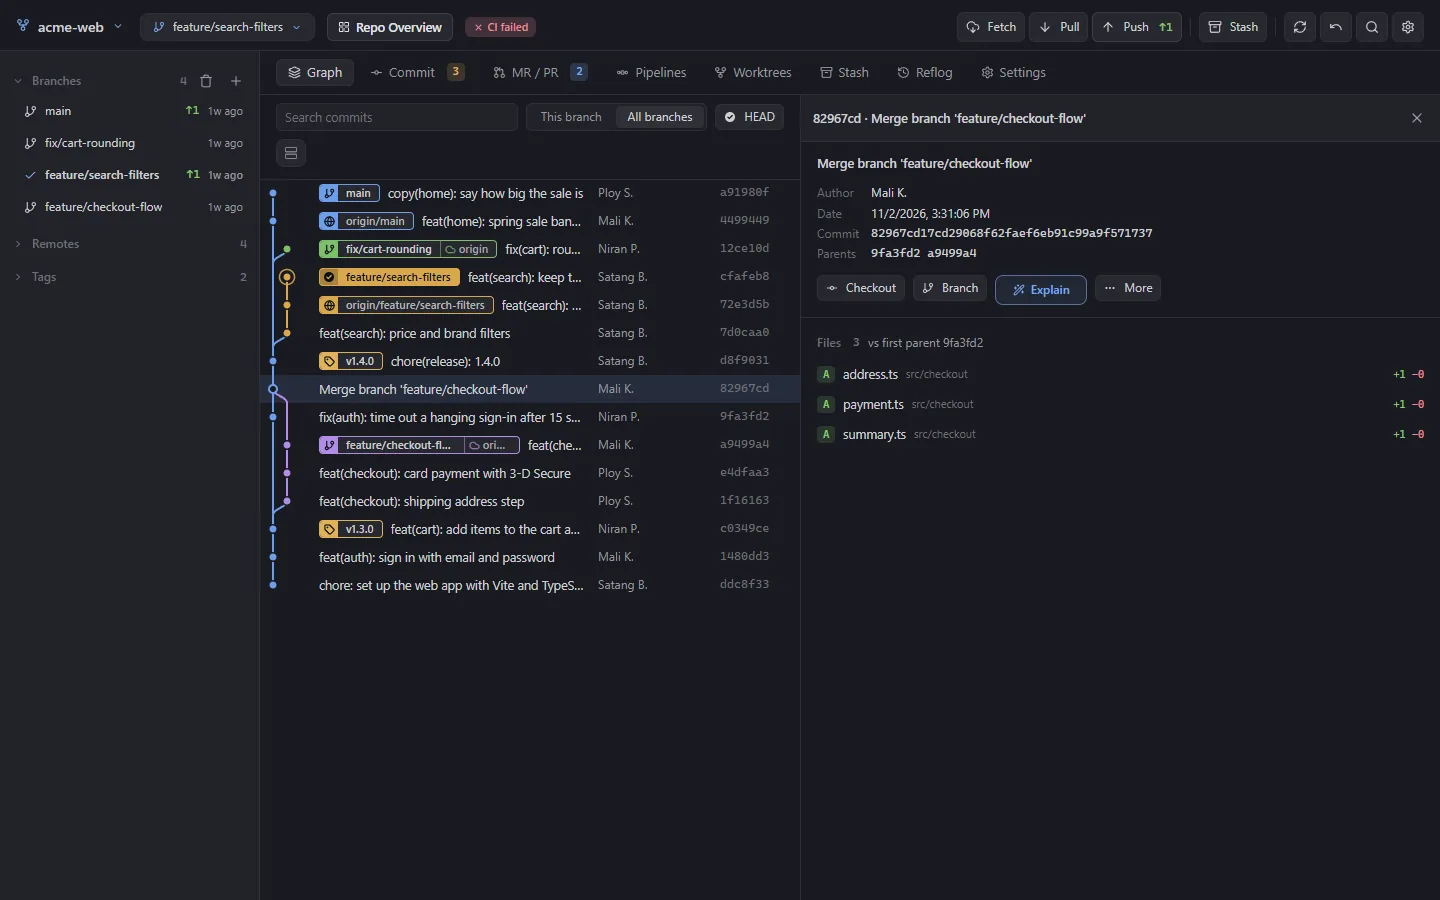 acme-web
feature/search-filters
Repo Overview
CI failed
Fetch
Pull
Push ↑1
Stash
Branches 4
main ↑1 1w ago
fix/cart-rounding 1w ago
feature/search-filters ↑1 1w ago
feature/checkout-flow 1w ago
Remotes 4
Tags 2
Graph
Commit 3
MR / PR 2
Pipelines
Worktrees
Stash
Reflog
Settings
Search commits
This branch
All branches
HEAD
main copy(home): say how big the sale is Ploy S. a91980f
origin/main feat(home): spring sale ban... Mali K. 4499449
fix/cart-rounding origin fix(cart): rou... Niran P. 12ce10d
feature/search-filters feat(search): keep t... Satang B. cfafeb8
origin/feature/search-filters feat(search): ... Satang B. 72e3d5b
feat(search): price and brand filters Satang B. 7d0caa0
v1.4.0 chore(release): 1.4.0 Satang B. d8f9031
Merge branch 'feature/checkout-flow' Mali K. 82967cd
fix(auth): time out a hanging sign-in after 15 s... Niran P. 9fa3fd2
feature/checkout-fl... ori... feat(che... Mali K. a9499a4
feat(checkout): card payment with 3-D Secure Ploy S. e4dfaa3
feat(checkout): shipping address step Ploy S. 1f16163
v1.3.0 feat(cart): add items to the cart a... Niran P. c0349ce
feat(auth): sign in with email and password Mali K. 1480dd3
chore: set up the web app with Vite and TypeS... Satang B. ddc8f33
82967cd · Merge branch 'feature/checkout-flow'
Merge branch 'feature/checkout-flow'
Author Mali K.
Date 11/2/2026, 3:31:06 PM
Commit 82967cd17cd29068f62faef6eb91c99a9f571737
Parents 9fa3fd2 a9499a4
Checkout
Branch
Explain
More
Files 3 vs first parent 9fa3fd2
A address.ts src/checkout +1 −0
A payment.ts src/checkout +1 −0
A summary.ts src/checkout +1 −0